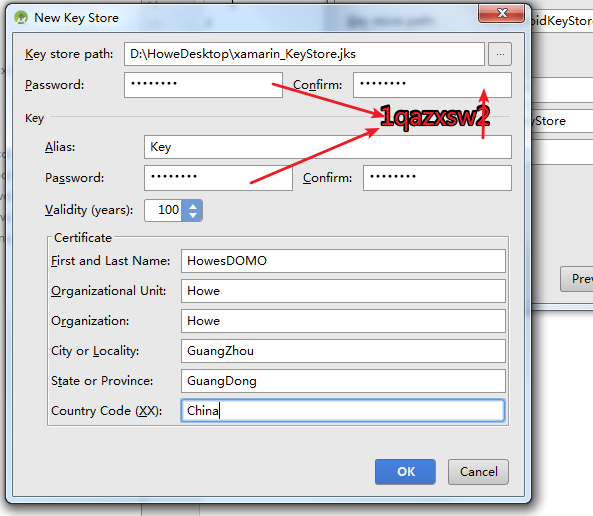 New Key Store
Key store path: D:\HoweDesktop\xamarin_KeyStore.jks ...
Password: •••••••• Confirm: ••••••••
1qazxsw2
Key
Alias: Key
Password: •••••••• Confirm: ••••••••
Validity (years): 100
Certificate
First and Last Name: HowesDOMO
Organizational Unit: Howe
Organization: Howe
City or Locality: GuangZhou
State or Province: GuangDong
Country Code (XX): China
OK Cancel
oidKeyStore
yStore
Prev